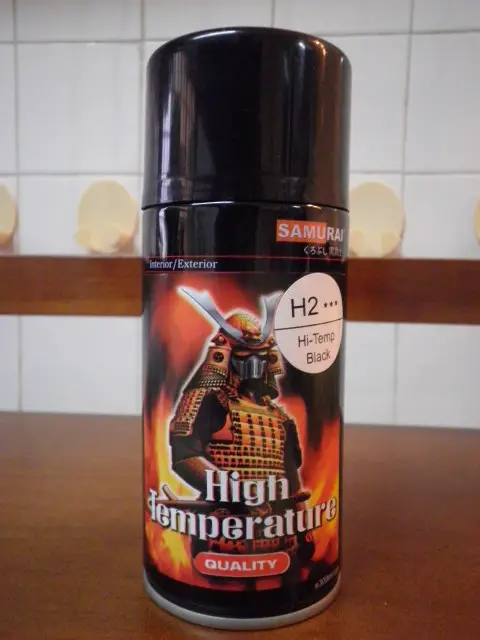 SAMURAI
Interior/Exterior
H2 ***
Hi-Temp
Black
High
Temperature
QUALITY